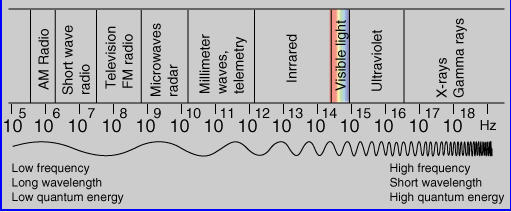 AM Radio
Short wave
radio
Television
FM radio
Microwaves
radar
Millimeter
waves,
telemetry
Inrrared
Visible light
Ultraviolet
X-rays
Gamma rays
5 6 7 8 9 10 11 12 13 14 15 16 17 18
10 10 10 10 10 10 10 10 10 10 10 10 10 10 Hz
Low frequency
Long wavelength
Low quantum energy
High frequency
Short wavelength
High quantum energy